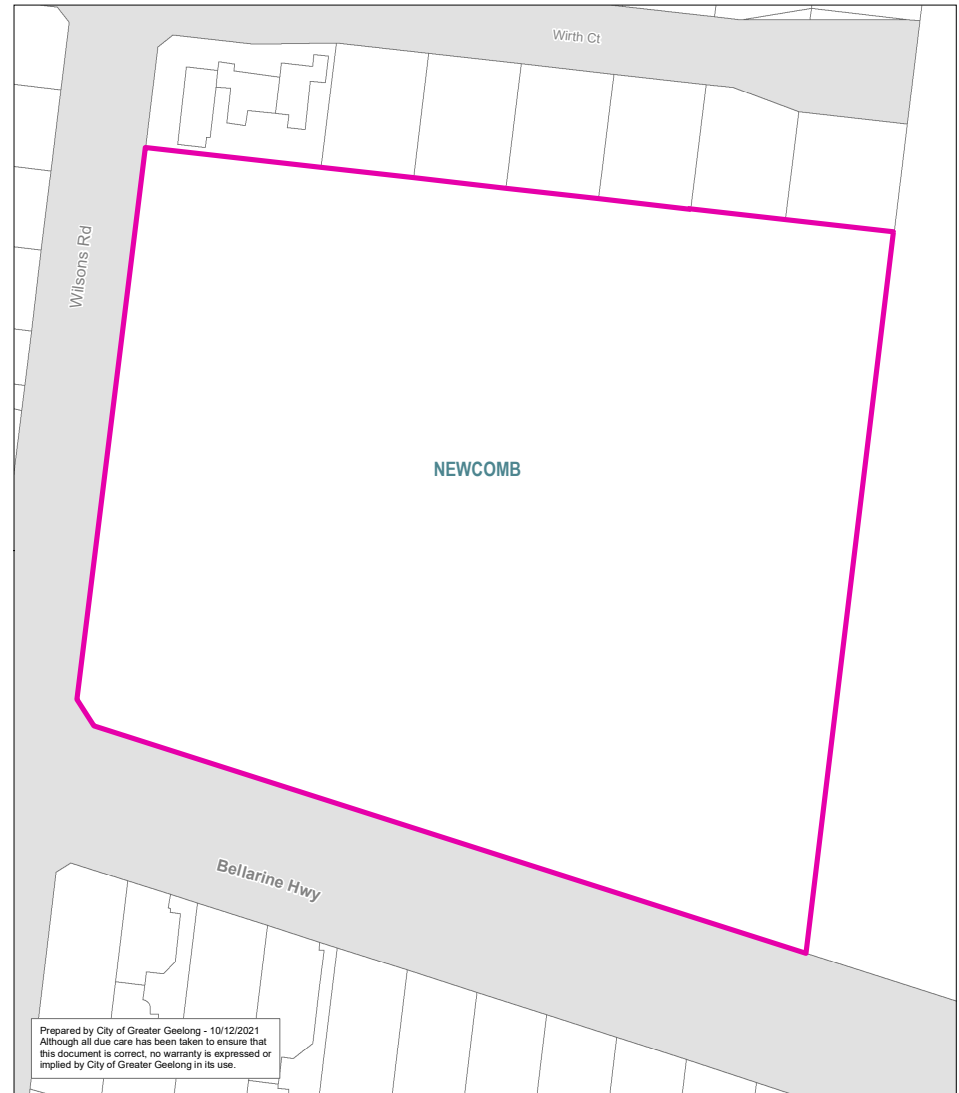 Wirth Ct
Wilsons Rd
NEWCOMB
Bellarine Hwy
Prepared by City of Greater Geelong - 10/12/2021
Although all due care has been taken to ensure that
this document is correct, no warranty is expressed or
implied by City of Greater Geelong in its use.